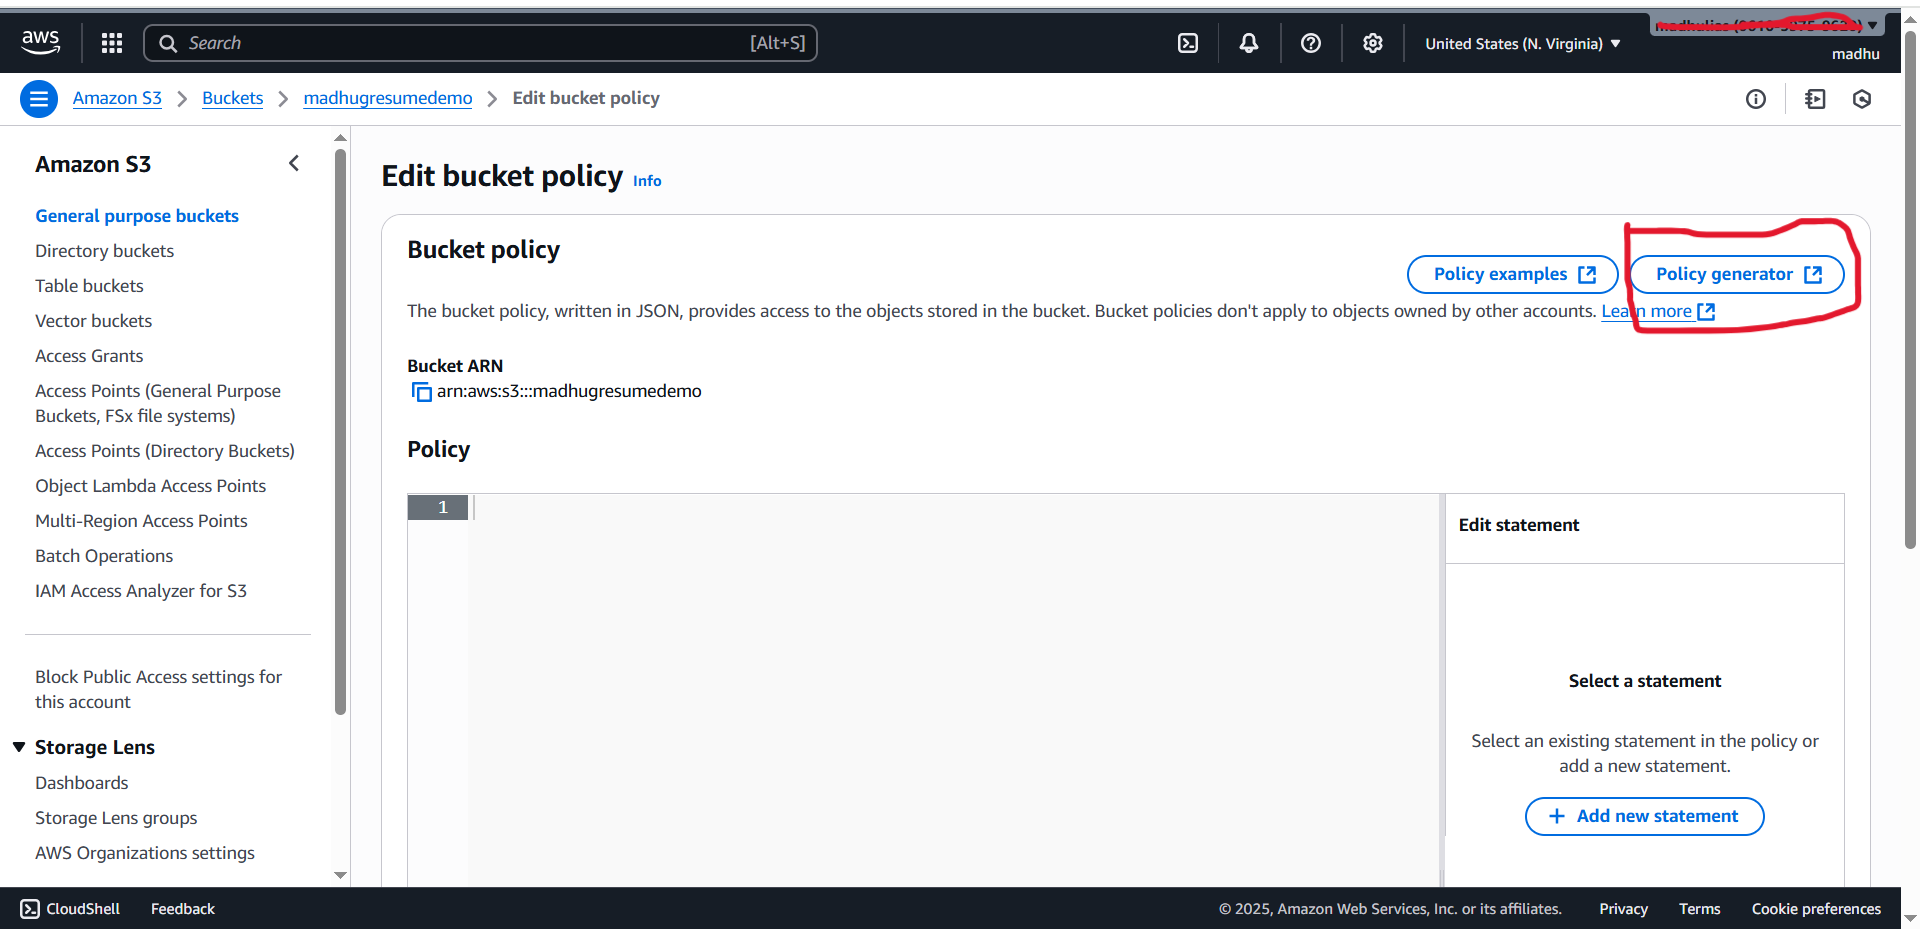 aws
Search
[Alt+S]
United States (N. Virginia)
madhu
Amazon S3
Buckets
madhugresumedemo
Edit bucket policy
Amazon S3
General purpose buckets
Directory buckets
Table buckets
Vector buckets
Access Grants
Access Points (General Purpose
Buckets, FSx file systems)
Access Points (Directory Buckets)
Object Lambda Access Points
Multi-Region Access Points
Batch Operations
IAM Access Analyzer for S3
Block Public Access settings for
this account
Storage Lens
Dashboards
Storage Lens groups
AWS Organizations settings
Edit bucket policy Info
Bucket policy
Policy examples
Policy generator
The bucket policy, written in JSON, provides access to the objects stored in the bucket. Bucket policies don't apply to objects owned by other accounts. Learn more
Bucket ARN
arn:aws:s3:::madhugresumedemo
Policy
1
Edit statement
Select a statement
Select an existing statement in the policy or
add a new statement.
+ Add new statement
CloudShell
Feedback
© 2025, Amazon Web Services, Inc. or its affiliates.
Privacy
Terms
Cookie preferences